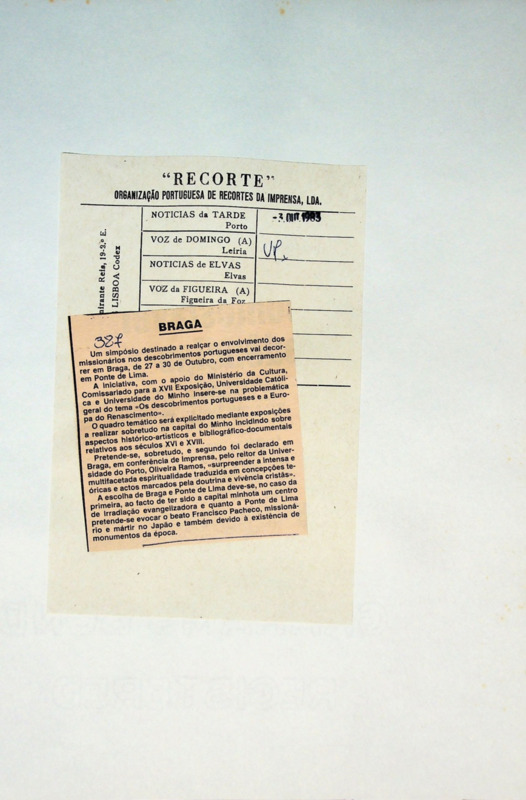 “RECORTE”
ORGANIZAÇÃO PORTUGUESA DE RECORTES DA IMPRENSA, LDA.
NOTICIAS da TARDE
Porto
-3. OUT 1983
VOZ de DOMINGO (A)
Leiria
NOTICIAS de ELVAS
Elvas
VOZ da FIGUEIRA (A)
Figueira da Foz
mirante Reis, 19-2.º E.
LISBOA Codex
BRAGA
387
Um simpósio destinado a realçar o envolvimento dos
missionários nos descobrimentos portugueses vai decor-
rer em Braga, de 27 a 30 de Outubro, com encerramento
em Ponte de Lima.
A iniciativa, com o apoio do Ministério da Cultura,
Comissariado para a XVII Exposição, Universidade Católi-
ca e Universidade do Minho insere-se na problemática
geral do tema «Os descobrimentos portugueses e a Euro-
pa do Renascimento».
O quadro temático será explicitado mediante exposições
a realizar sobretudo na capital do Minho incidindo sobre
aspectos histórico-artísticos e bibliográfico-documentais
relativos aos séculos XVI e XVIII.
Pretende-se, sobretudo, e segundo foi declarado em
Braga, em conferência de Imprensa, pelo reitor da Univer-
sidade do Porto, Oliveira Ramos, «surpreender a intensa e
multifacetada espiritualidade traduzida em concepções te-
óricas e actos marcados pela doutrina e vivência cristãs».
A escolha de Braga e Ponte de Lima deve-se, no caso da
primeira, ao facto de ter sido a capital minhota um centro
de irradiação evangelizadora e quanto a Ponte de Lima
pretende-se evocar o beato Francisco Pacheco, missioná-
rio e mártir no Japão e também devido à existência de
monumentos da época.